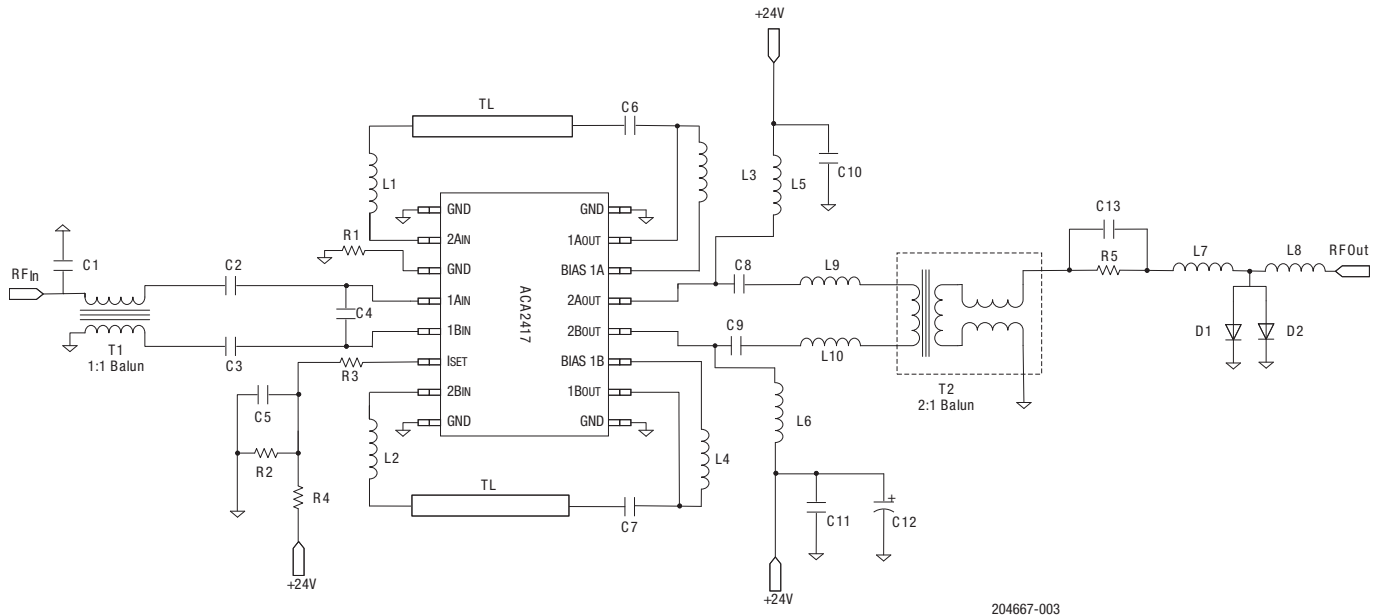 +24V
TL
C6
L1
L3
L5
C10
GND
2AIN
GND
1AIN
1BIN
ISET
2BIN
GND
ACA2417
GND
1AOUT
BIAS 1A
2AOUT
2BOUT
BIAS 1B
1BOUT
GND
R1
RFIn
C1
C2
C4
T1
1:1 Balun
C3
R3
C5
R2
R4
+24V
L2
TL
C7
L4
C8
L9
C9
L10
L6
C11
+
C12
+24V
T2
2:1 Balun
C13
R5
L7
L8
RFOut
D1
D2
204667-003